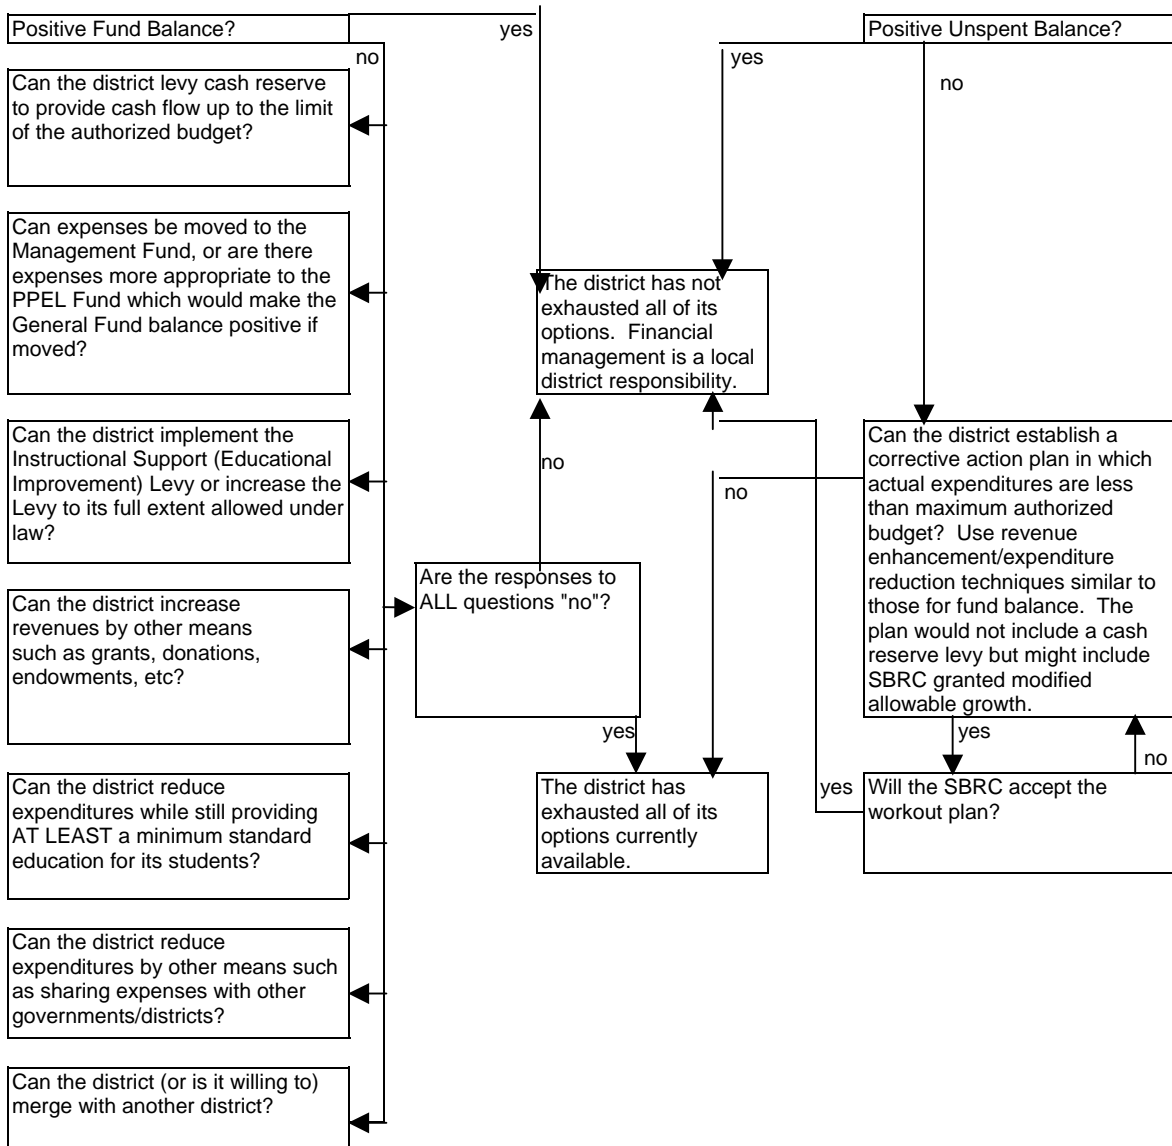 Positive Fund Balance?
yes
no
Can the district levy cash reserve
to provide cash flow up to the limit
of the authorized budget?
Can expenses be moved to the
Management Fund, or are there
expenses more appropriate to the
PPEL Fund which would make the
General Fund balance positive if
moved?
Can the district implement the
Instructional Support (Educational
Improvement) Levy or increase the
Levy to its full extent allowed under
law?
Can the district increase
revenues by other means
such as grants, donations,
endowments, etc?
Can the district reduce
expenditures while still providing
AT LEAST a minimum standard
education for its students?
Can the district reduce
expenditures by other means such
as sharing expenses with other
governments/districts?
Can the district (or is it willing to)
merge with another district?
Are the responses to
ALL questions "no"?
no
yes
The district has not
exhausted all of its
options.  Financial
management is a local
district responsibility.
The district has
exhausted all of its
options currently
available.
Positive Unspent Balance?
yes
no
Can the district establish a
corrective action plan in which
actual expenditures are less
than maximum authorized
budget?  Use revenue
enhancement/expenditure
reduction techniques similar to
those for fund balance.  The
plan would not include a cash
reserve levy but might include
SBRC granted modified
allowable growth.
no
yes
no
Will the SBRC accept the
workout plan?
yes